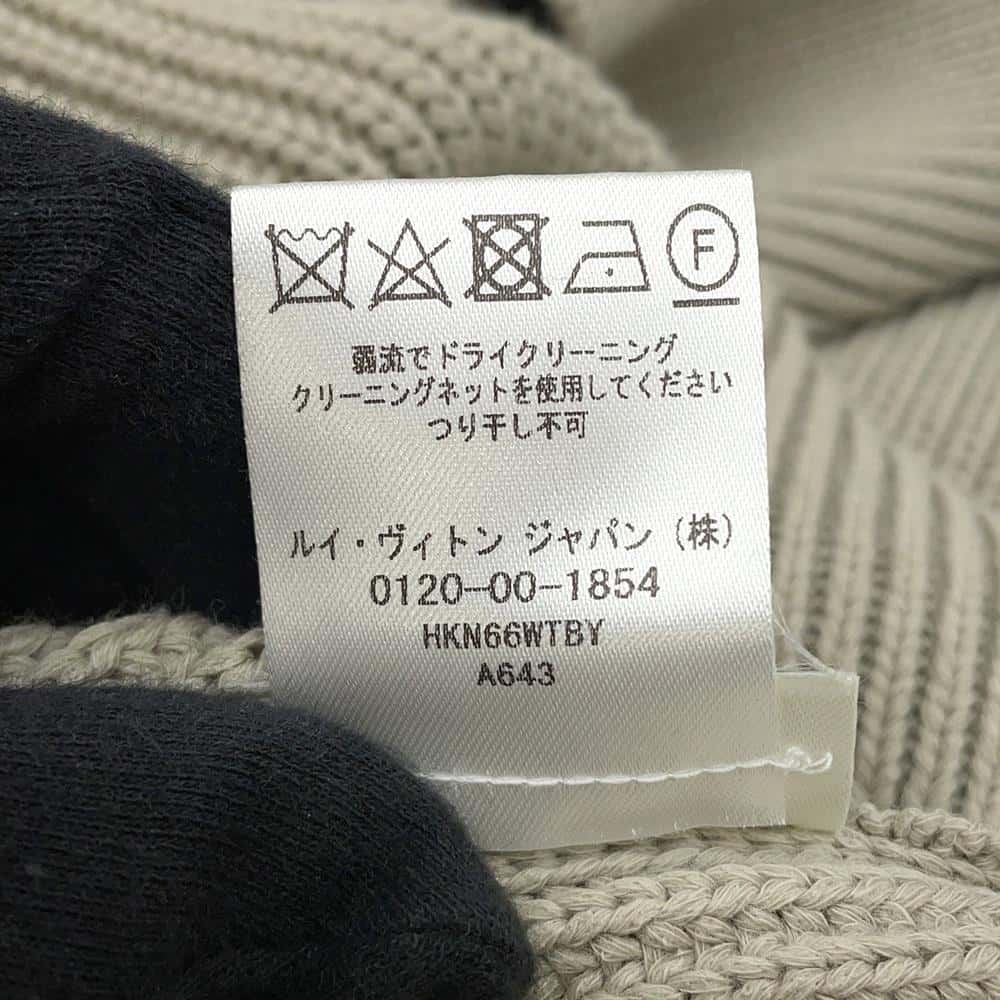 F
弱流でドライクリーニング
クリーニングネットを使用してください
つり干し不可
ルイ・ヴィトン ジャパン (株)
0120-00-1854
HKN66WTBY
A643